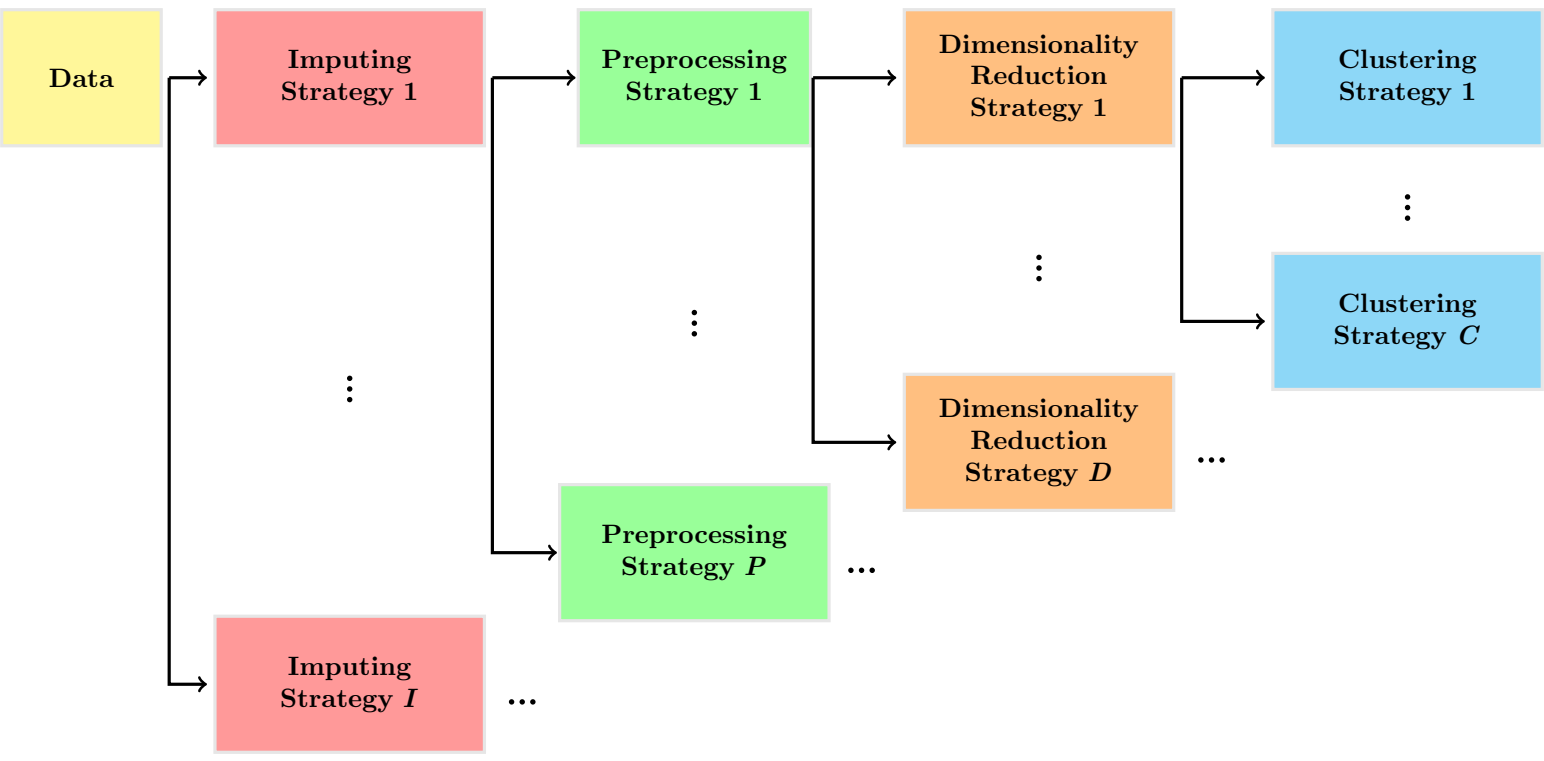 Data
Imputing
Strategy 1
Preprocessing
Strategy 1
Dimensionality
Reduction
Strategy 1
Clustering
Strategy 1
Clustering
Strategy C
Dimensionality
Reduction
Strategy D
...
Preprocessing
Strategy P
...
Imputing
Strategy I
...